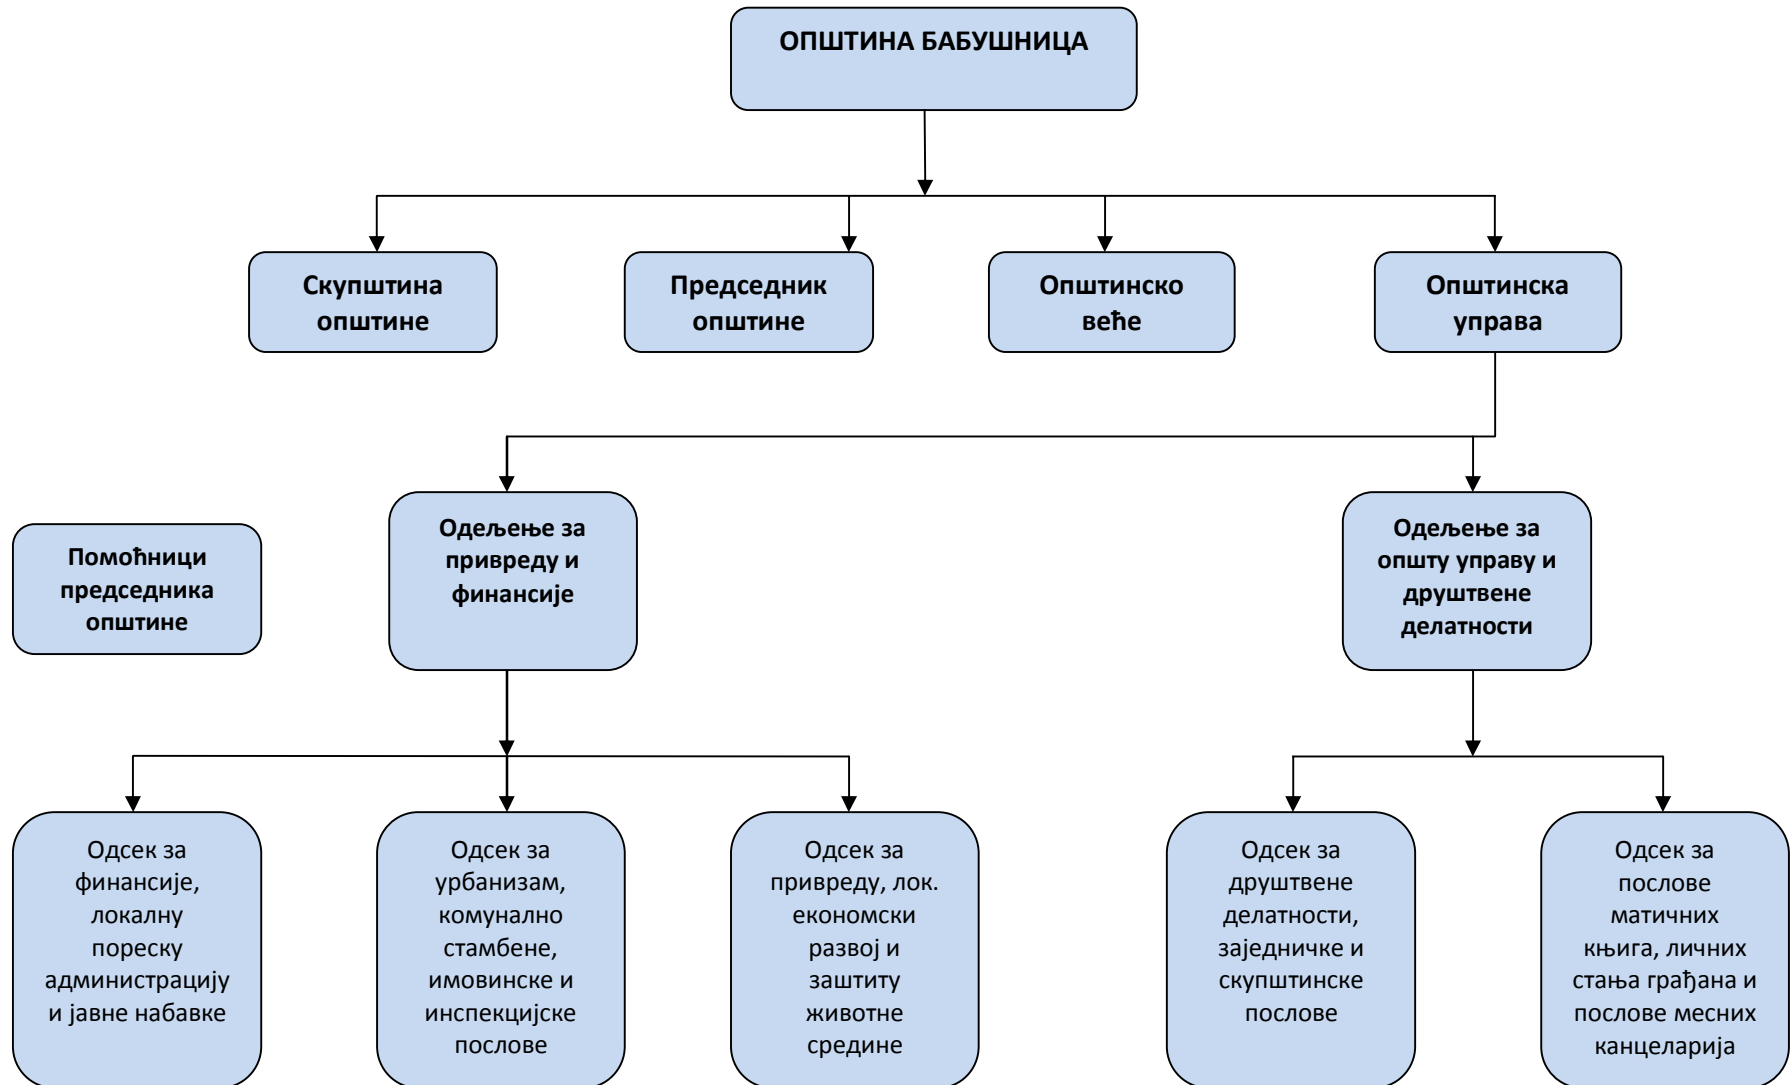 ОПШТИНА БАБУШНИЦА
Скупштина
општине
Председник
општине
Општинско
веће
Општинска
управа
Помоћници
председника
општине
Одељење за
привреду и
финансије
Одељење за
општу управу и
друштвене
делатности
Одсек за
финансије,
локалну
пореску
администрацију
и јавне набавке
Одсек за
урбанизам,
комунално
стамбене,
имовинске и
инспекцијске
послове
Одсек за
привреду, лок.
економски
развој и
заштиту
животне
средине
Одсек за
друштвене
делатности,
заједничке и
скупштинске
послове
Одсек за
послове
матичних
књига, личних
стања грађана и
послове месних
канцеларија